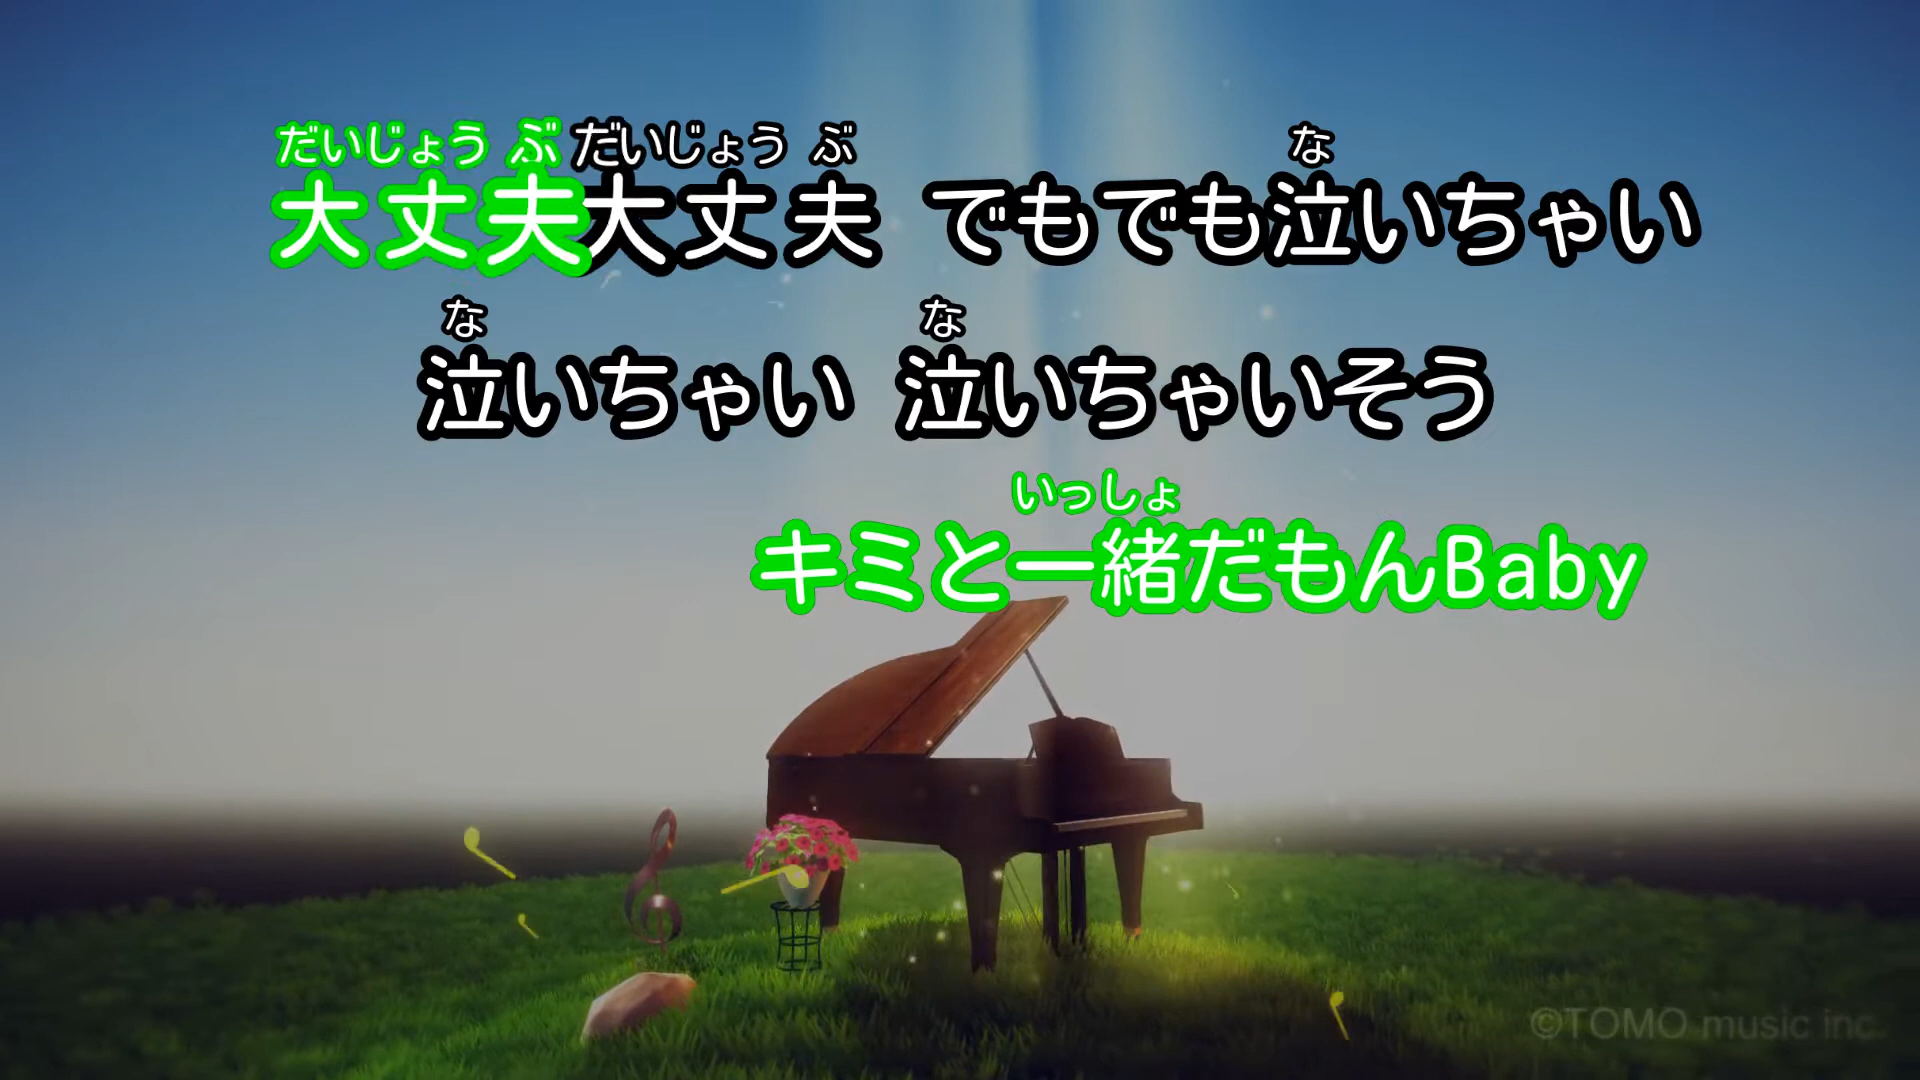 だいじょうぶだいじょうぶ な
大丈夫大丈夫 でもでも泣いちゃい
な な
泣いちゃい 泣いちゃいそう
いっしょ
キミと一緒だもんBaby
©TOMO music inc.